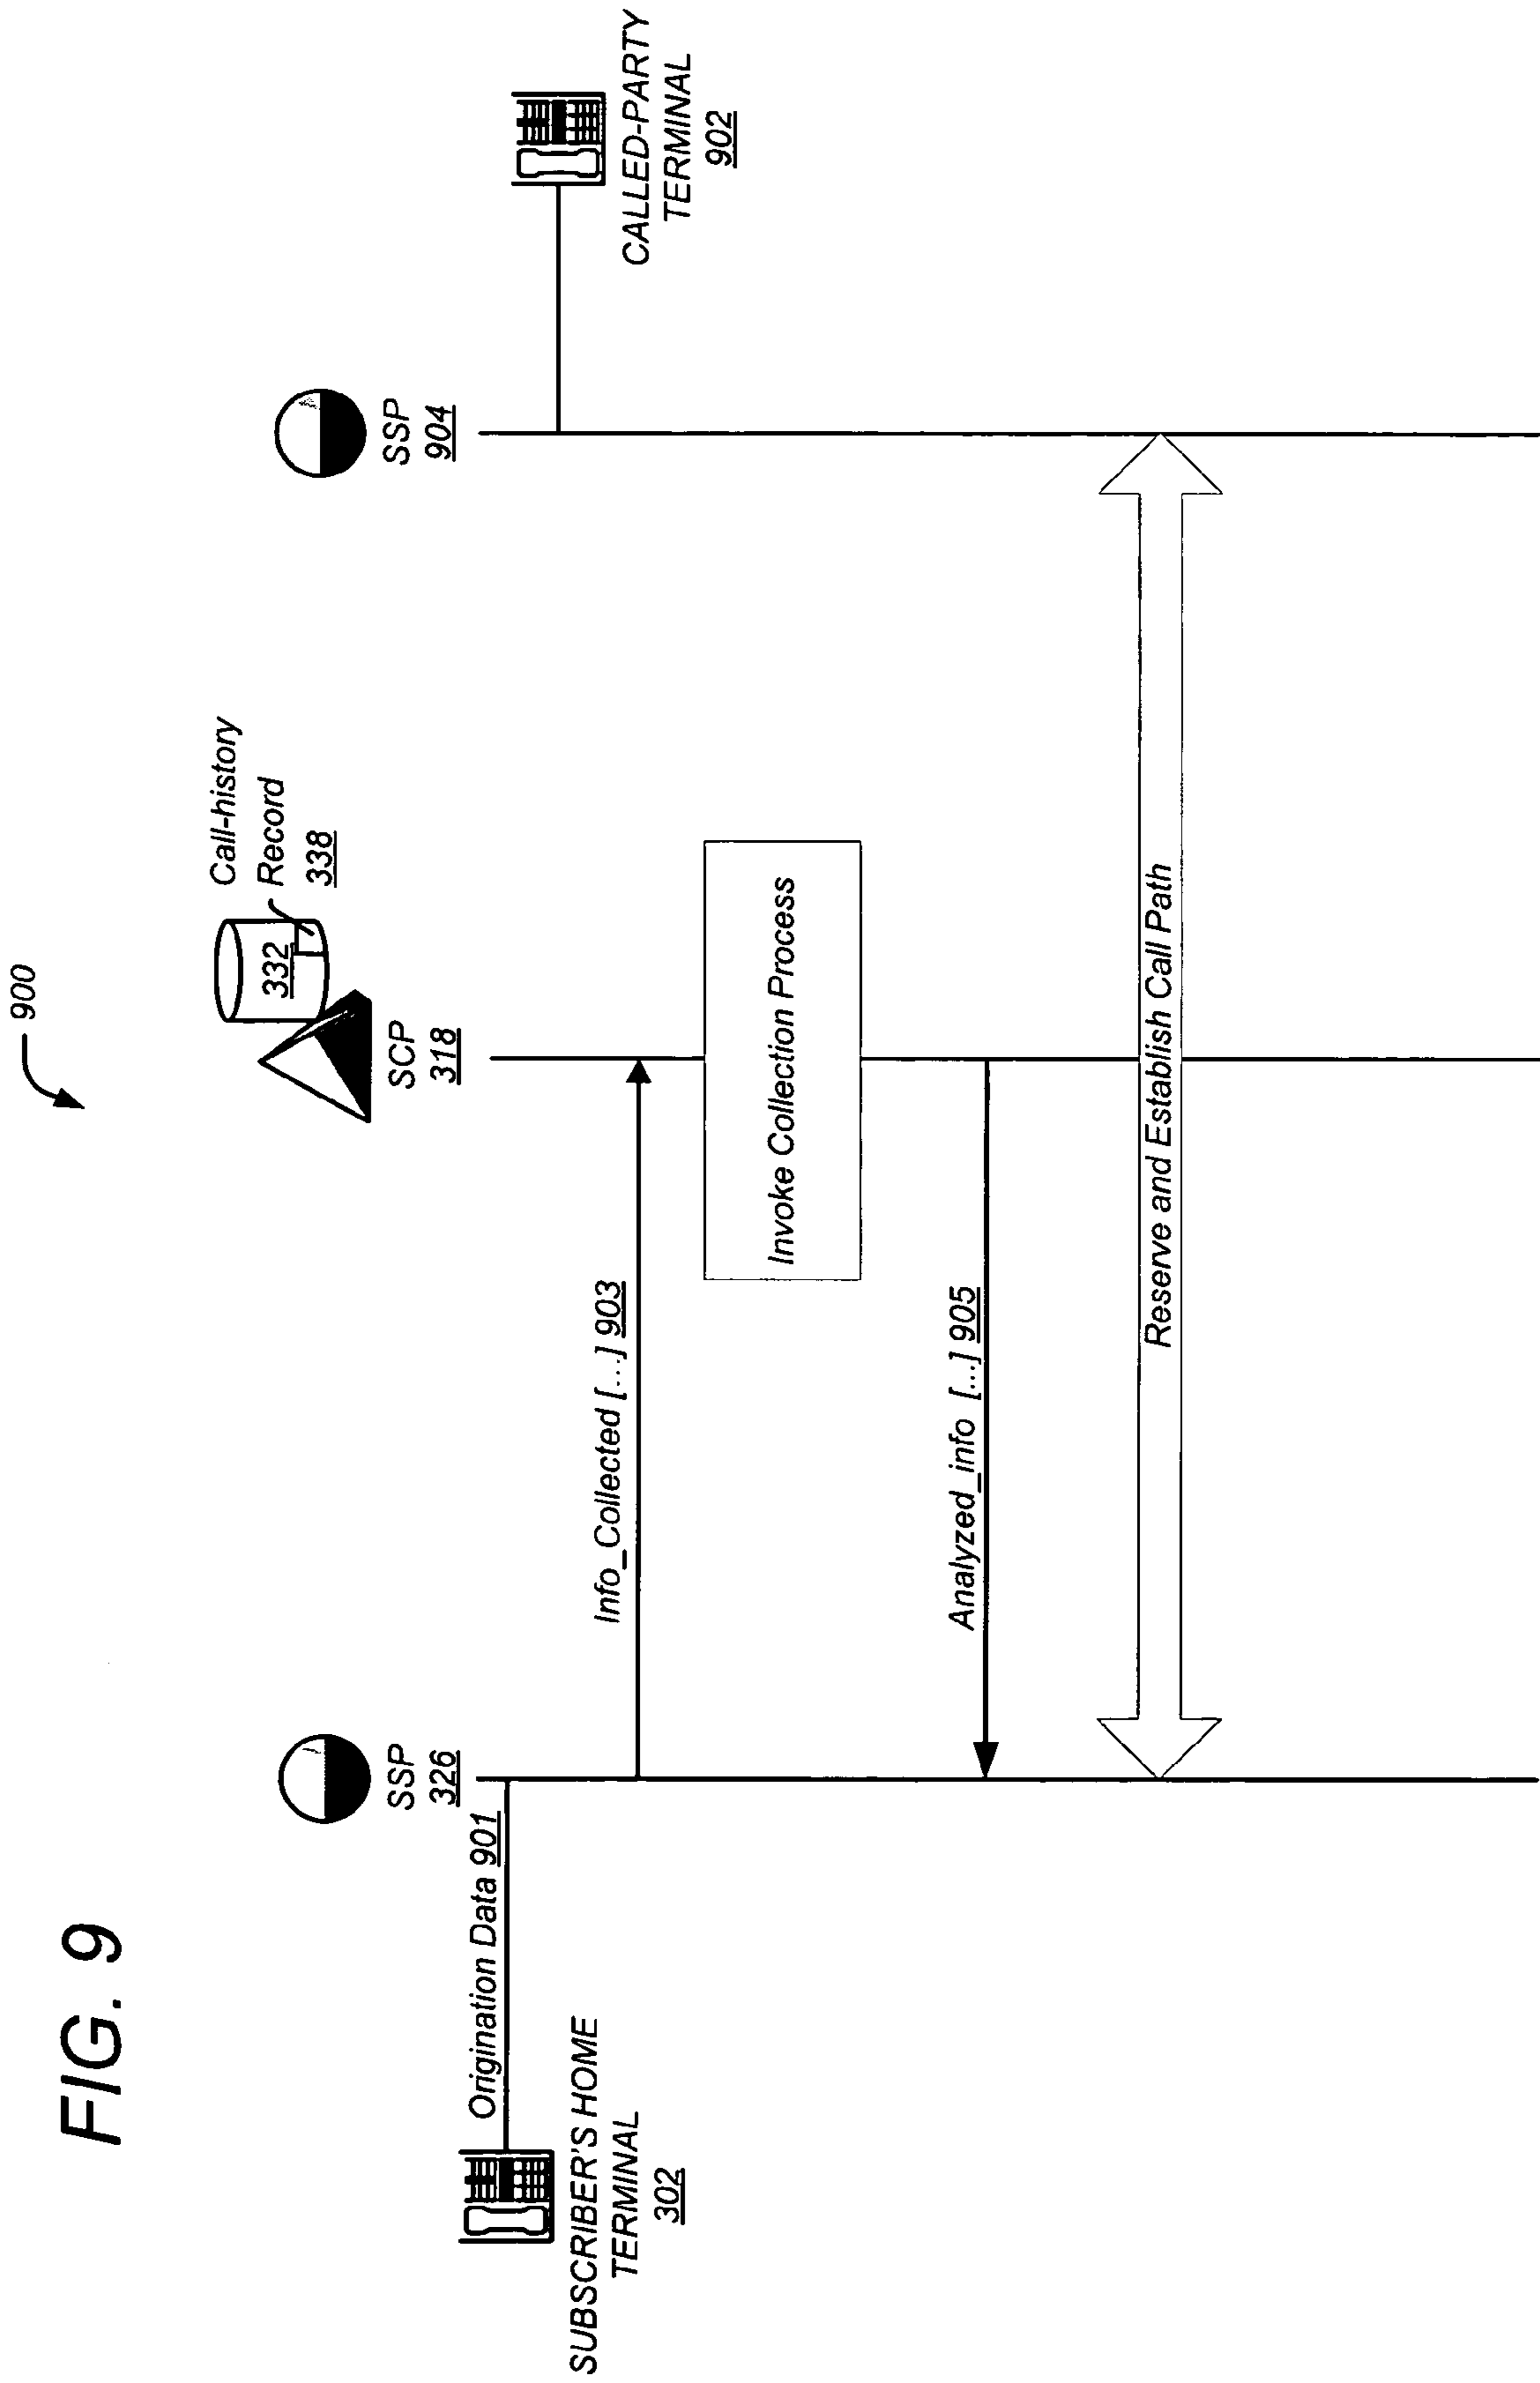 FIG. 9
900
Call-history
Record
338
332
SSP
326
SCP
318
SSP
904
Origination Data 901
SUBSCRIBER'S HOME
TERMINAL
302
CALLED-PARTY
TERMINAL
902
Info_Collected [...] 903
Invoke Collection Process
Analyzed_info [...] 905
Reserve and Establish Call Path